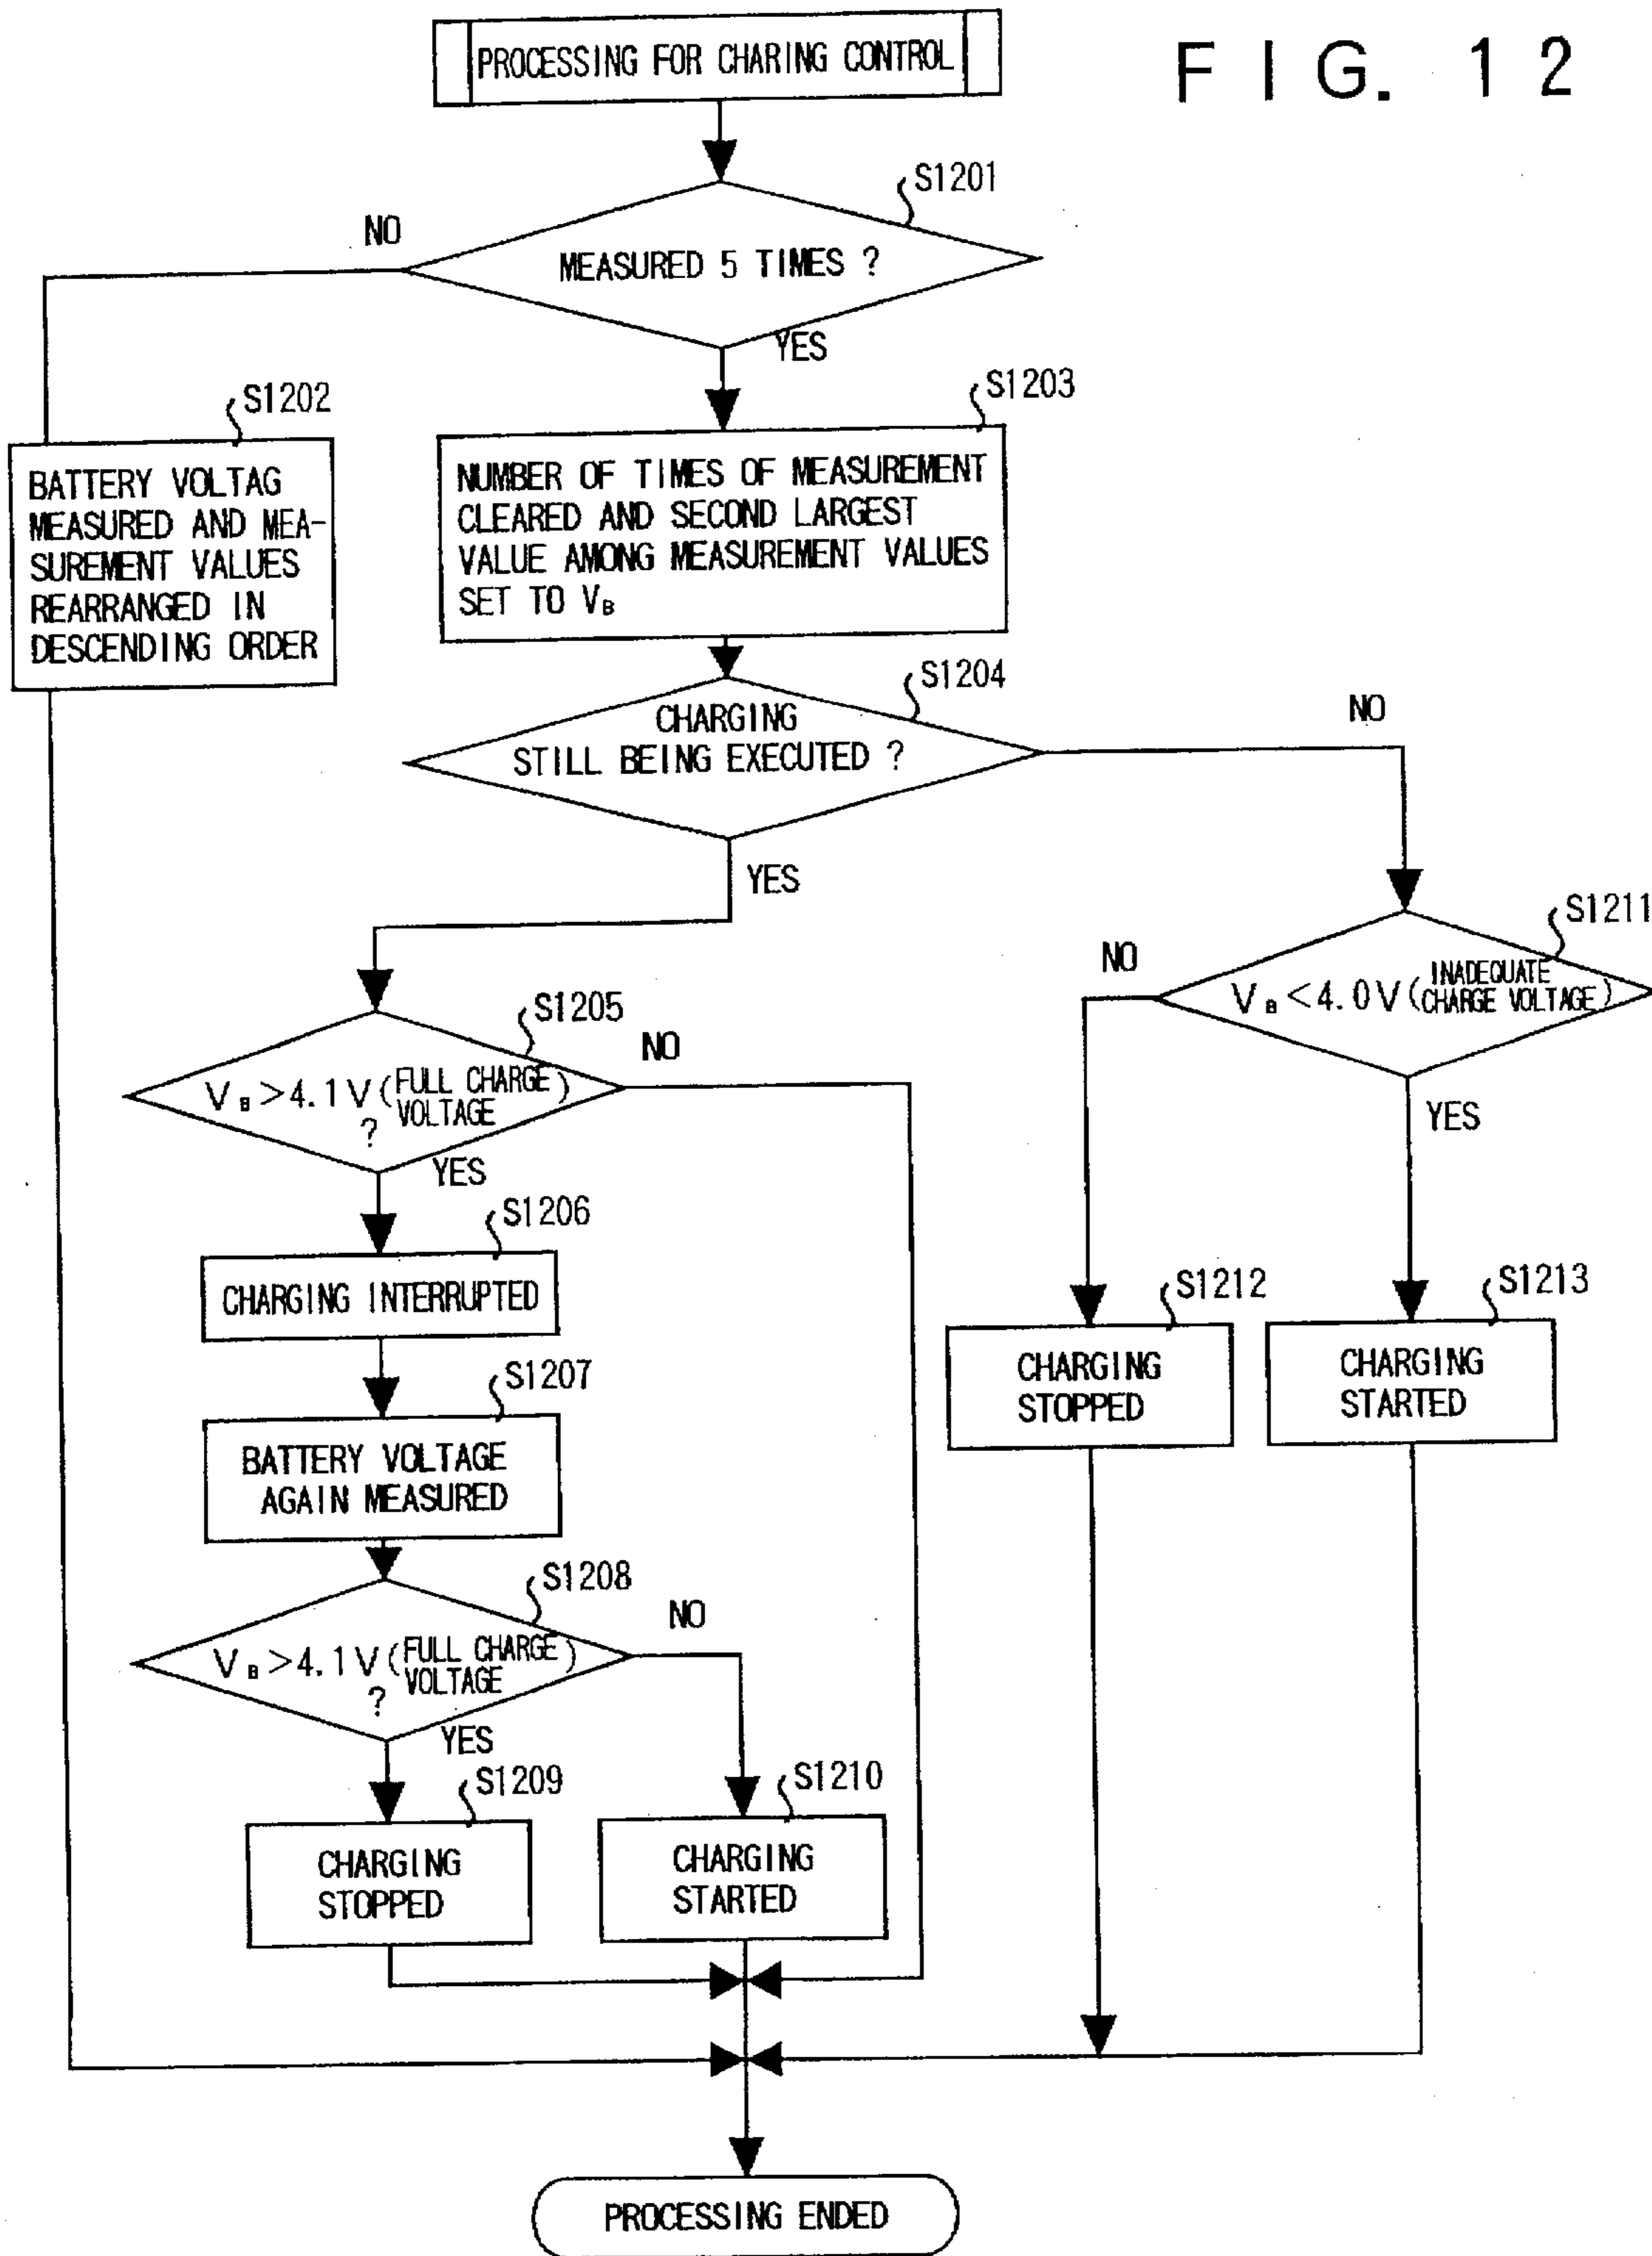 PROCESSING FOR CHARING CONTROL
F I G. 1 2
S1201
NO
MEASURED 5 TIMES ?
YES
S1202
BATTERY VOLTAG
MEASURED AND MEA-
SUREMENT VALUES
REARRANGED IN
DESCENDING ORDER
S1203
NUMBER OF TIMES OF MEASUREMENT
CLEARED AND SECOND LARGEST
VALUE AMONG MEASUREMENT VALUES
SET TO VB
S1204
CHARGING
STILL BEING EXECUTED ?
NO
YES
S1211
NO
VB<4.0V(INADEQUATE
CHARGE VOLTAGE)
YES
S1205
NO
VB>4.1V(FULL CHARGE
VOLTAGE)
?
YES
S1206
CHARGING INTERRUPTED
S1212
CHARGING
STOPPED
S1213
CHARGING
STARTED
S1207
BATTERY VOLTAGE
AGAIN MEASURED
S1208
NO
VB>4.1V(FULL CHARGE
VOLTAGE)
?
YES
S1209
CHARGING
STOPPED
S1210
CHARGING
STARTED
PROCESSING ENDED